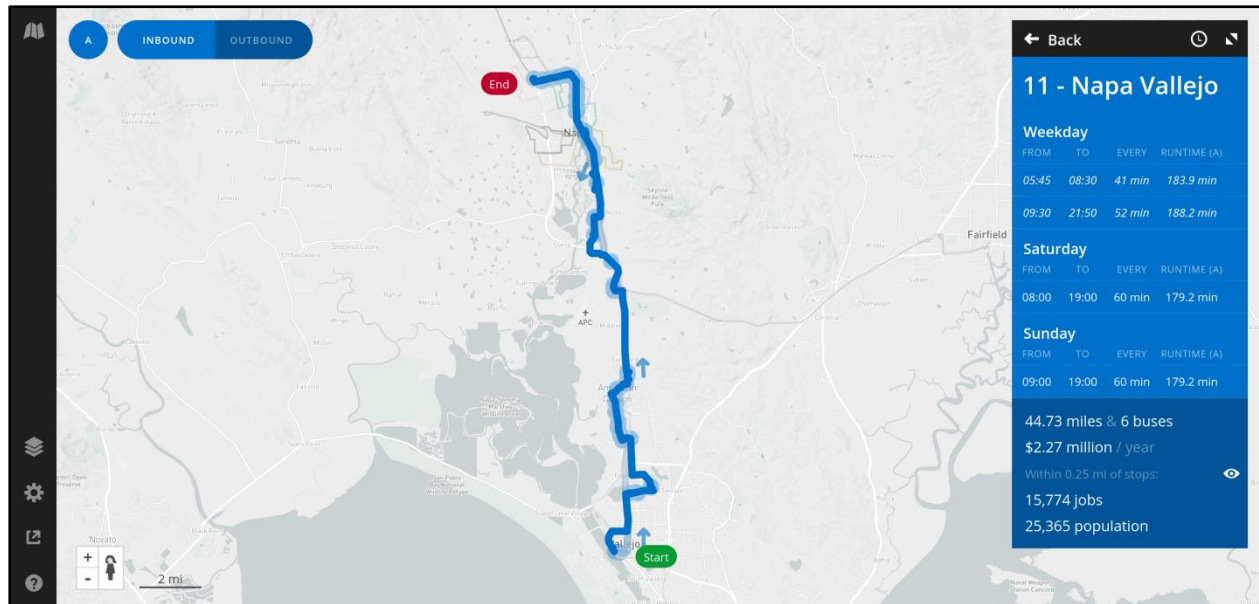 A
INBOUND
OUTBOUND
End
Start
Fairfield
Sonoma
Skyline
Wilderness
Park
APC
Novato
+
-
2 mi
?
Back
11 - Napa Vallejo
Weekday
FROM TO EVERY RUNTIME (A)
05:45 08:30 41 min 183.9 min
09:30 21:50 52 min 188.2 min
Saturday
FROM TO EVERY RUNTIME (A)
08:00 19:00 60 min 179.2 min
Sunday
FROM TO EVERY RUNTIME (A)
09:00 19:00 60 min 179.2 min
44.73 miles & 6 buses
$2.27 million / year
Within 0.25 mi of stops:
15,774 jobs
25,365 population